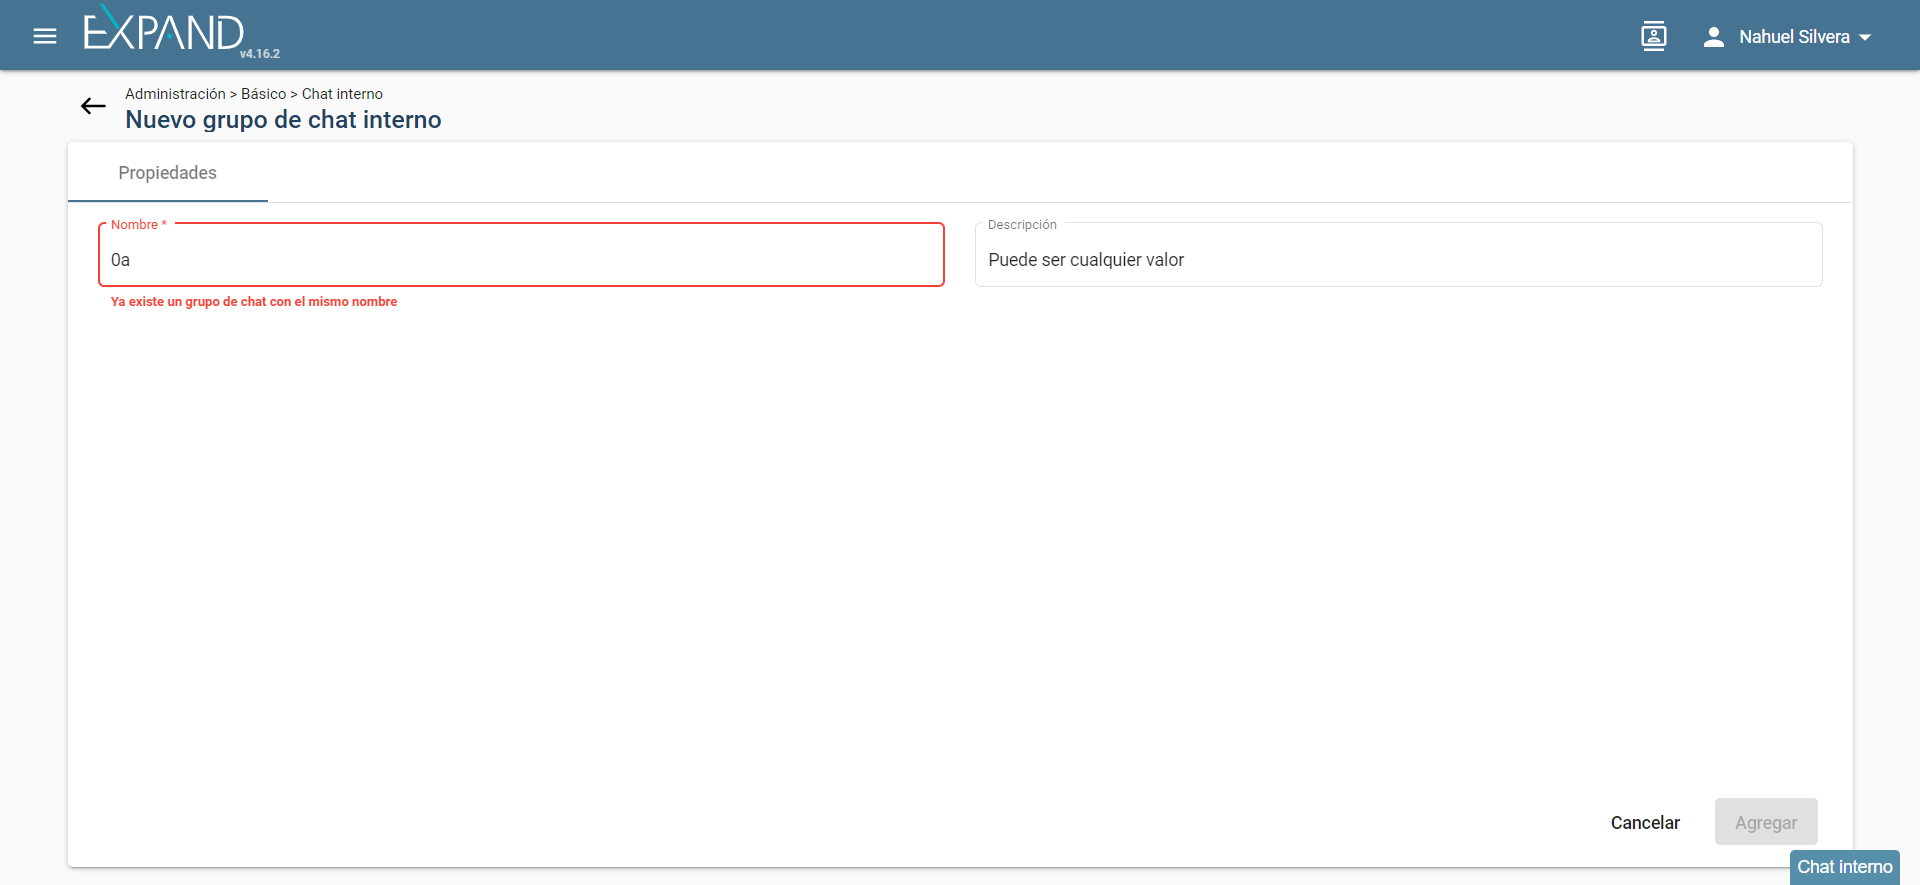 EXPAND
v4.16.2
Nahuel Silvera
Administración > Básico > Chat interno
Nuevo grupo de chat interno
Propiedades
Nombre *
0a
Ya existe un grupo de chat con el mismo nombre
Descripción
Puede ser cualquier valor
Cancelar
Agregar
Chat interno